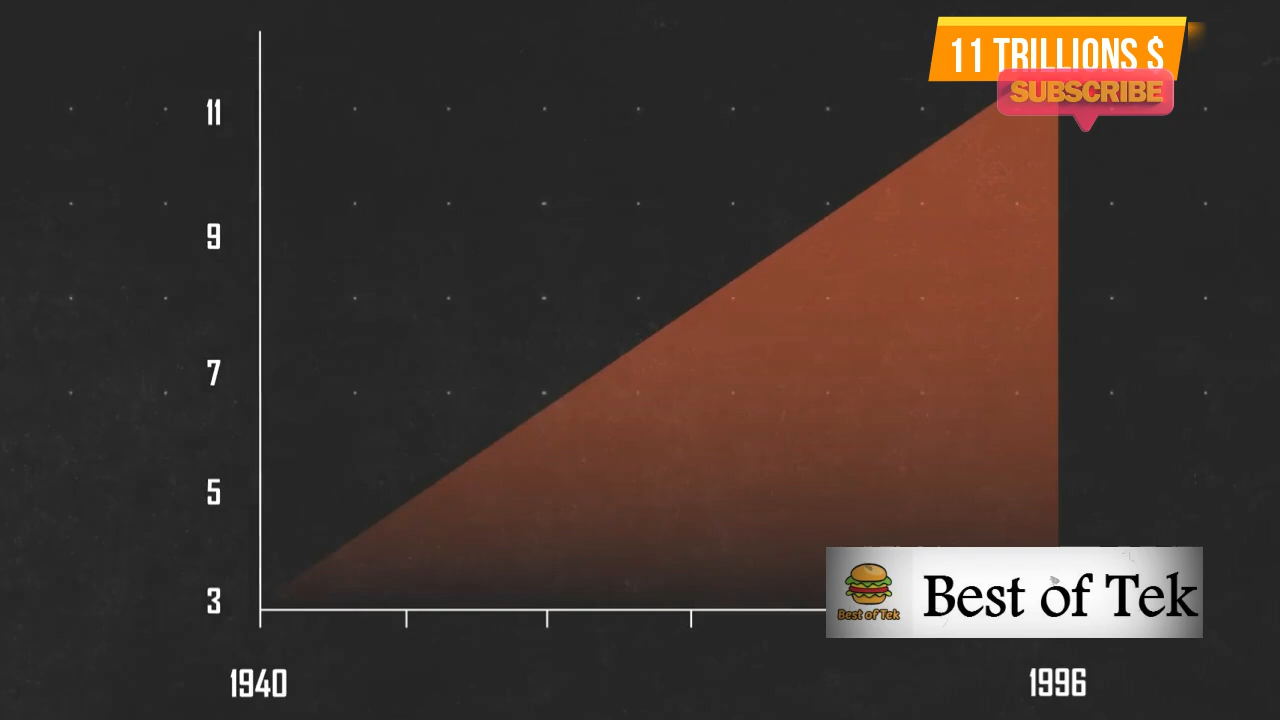 11 TRILLIONS $
SUBSCRIBE
11
9
7
5
3
Best of Tek
Best of Tek
1940
1996